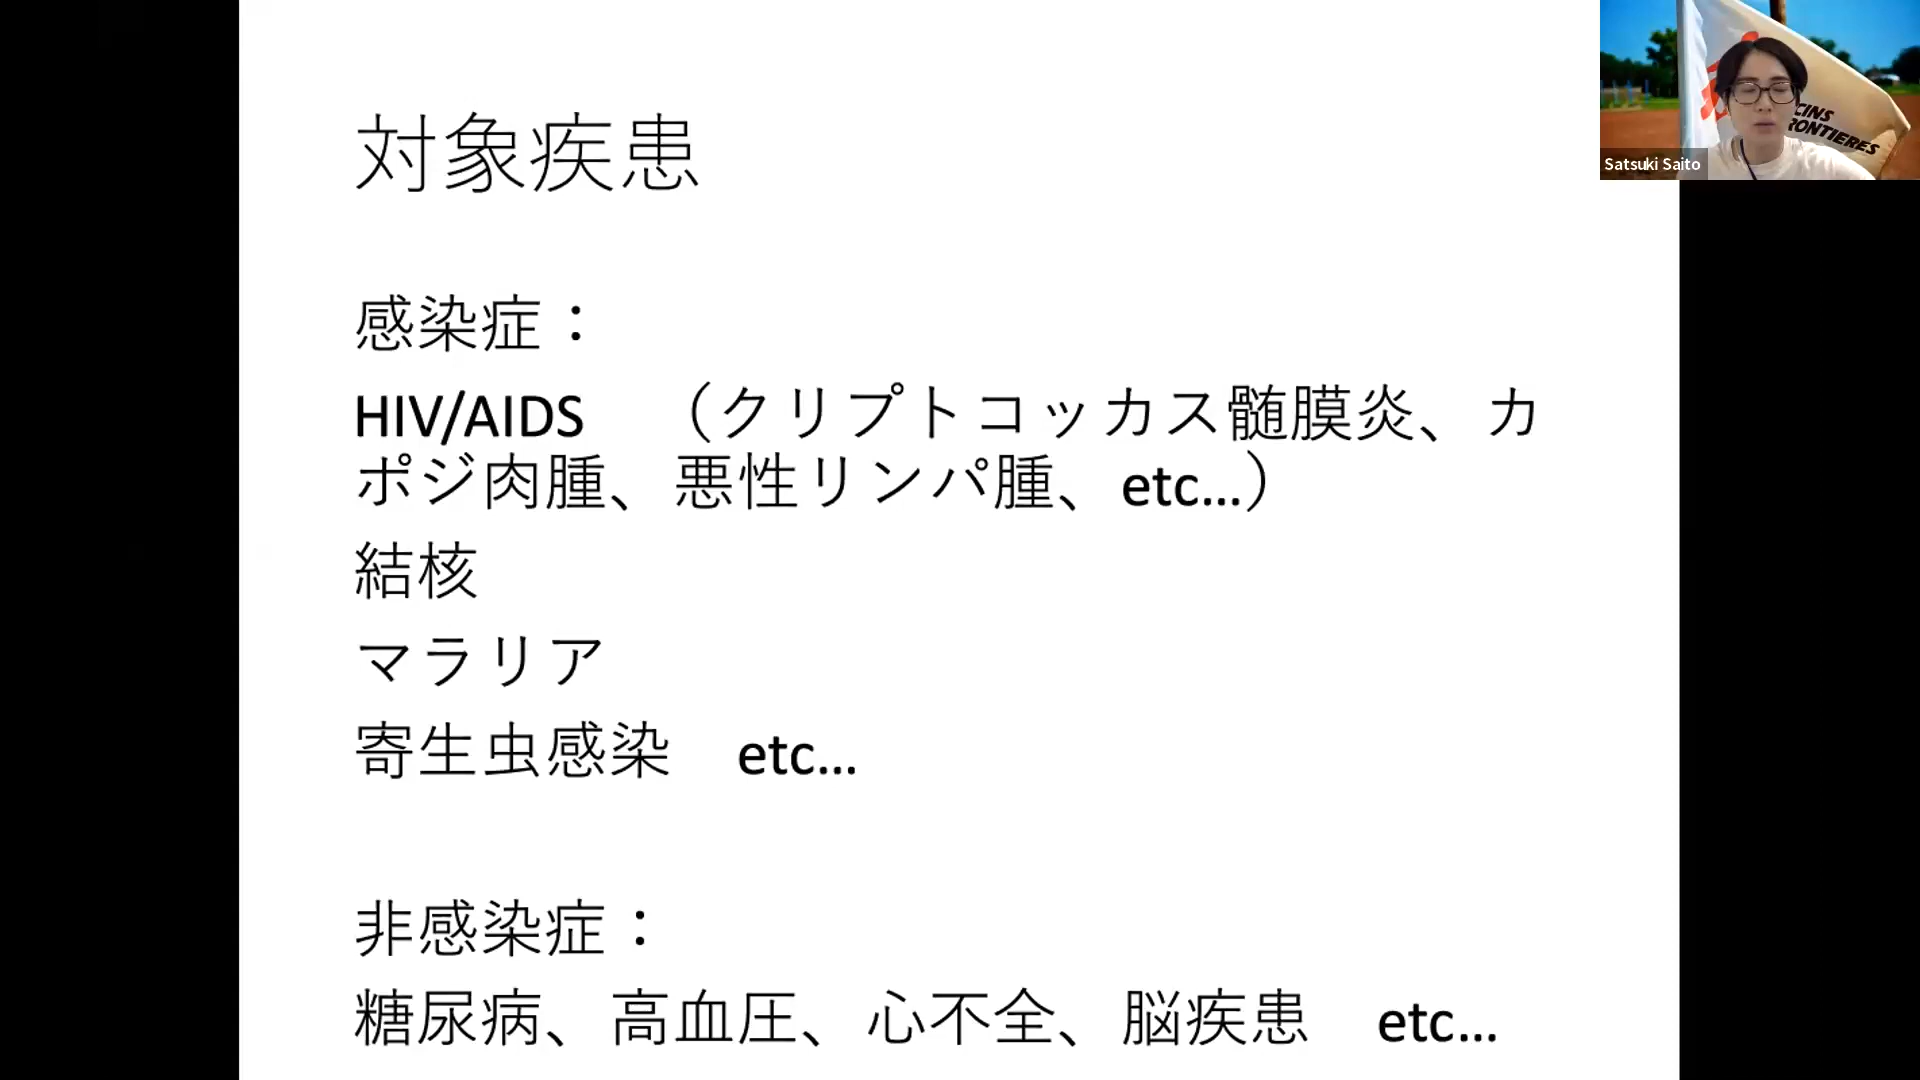 対象疾患
感染症：
HIV/AIDS　（クリプトコッカス髄膜炎、カ
ポジ肉腫、悪性リンパ腫、etc…）
結核
マラリア
寄生虫感染　etc…
非感染症：
糖尿病、高血圧、心不全、脳疾患　etc…
CINS
RONTIERES
Satsuki Saito